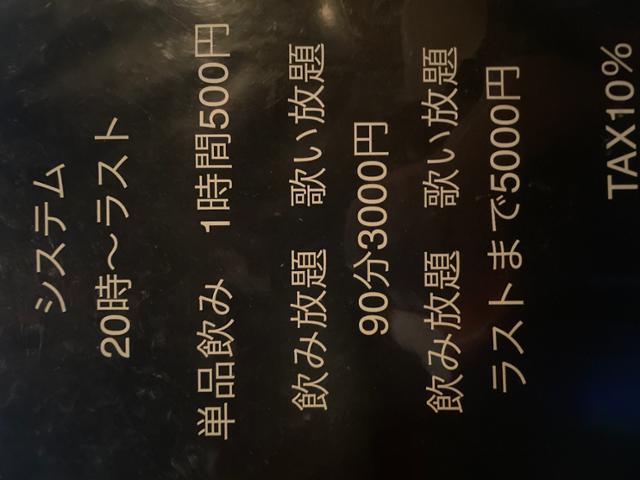 システム
20時〜ラスト
単品飲み 1時間500円
飲み放題 歌い放題
90分3000円
飲み放題 歌い放題
ラストまで5000円
TAX10%